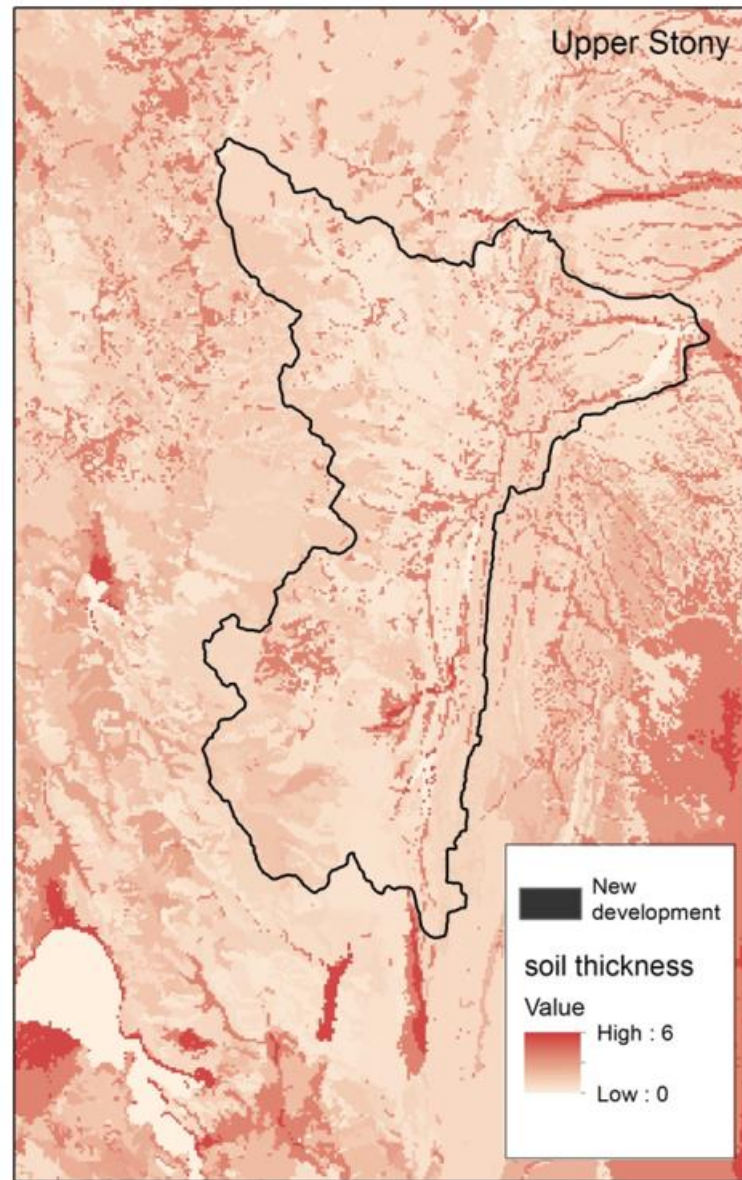 Upper Stony
New
development
soil thickness
Value
High : 6
Low : 0